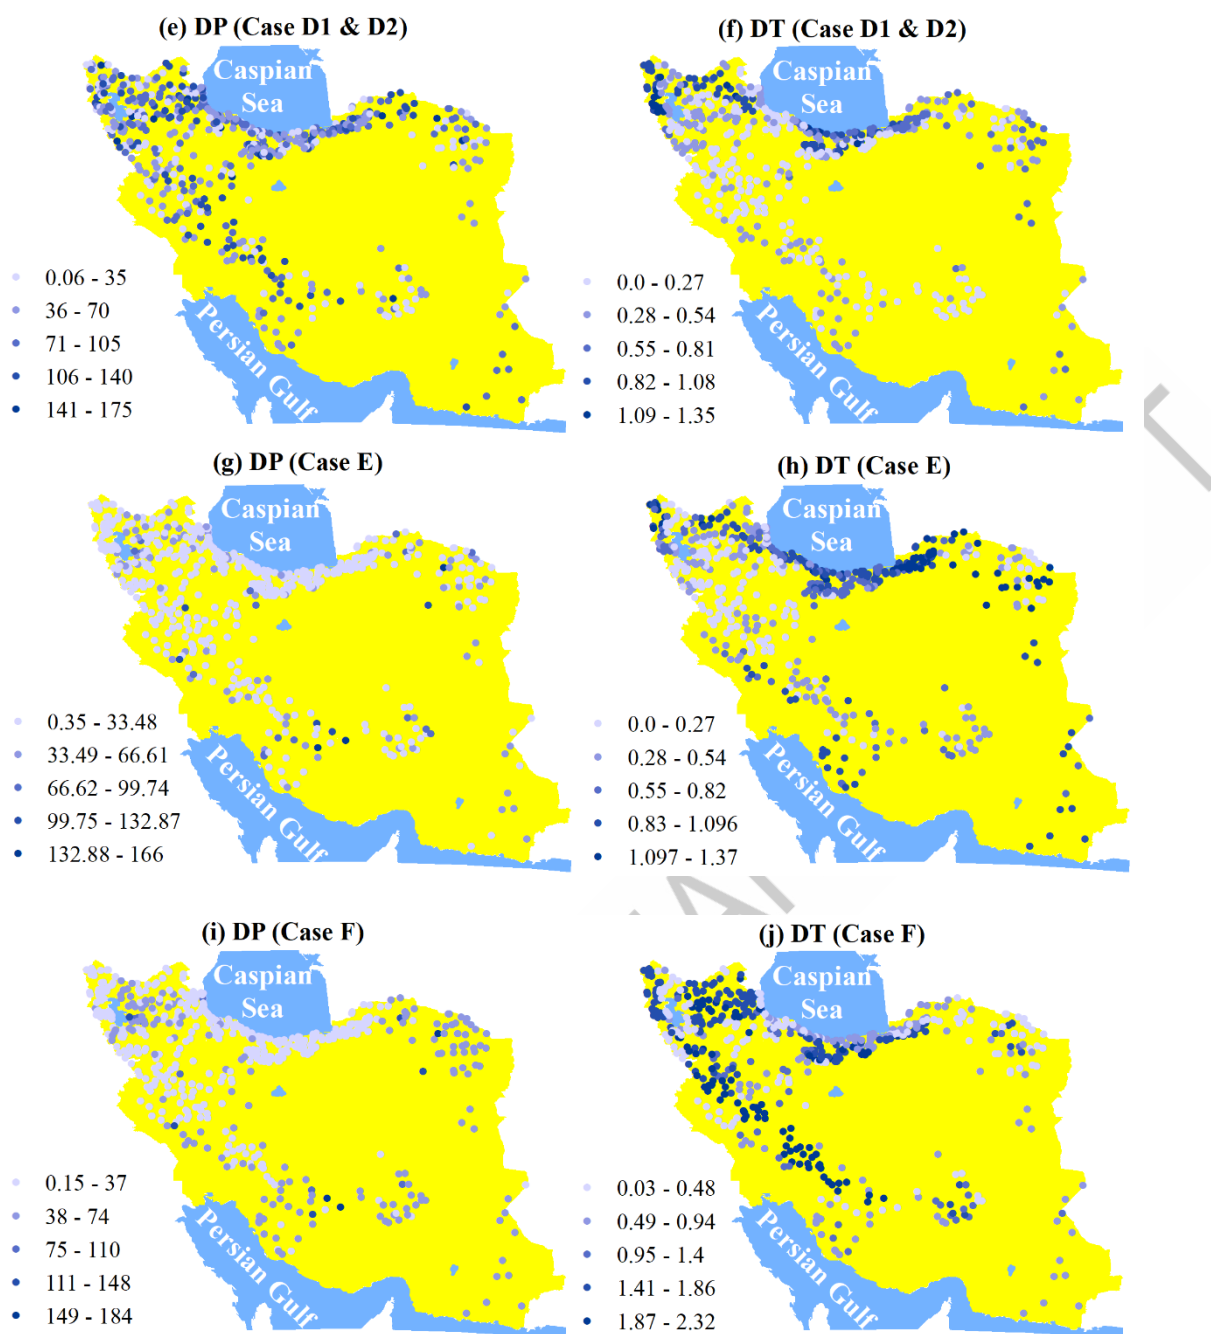 (e) DP (Case D1 & D2)
Caspian
Sea
0.06 - 35
36 - 70
71 - 105
106 - 140
141 - 175
Persian Gulf
(f) DT (Case D1 & D2)
Caspian
Sea
0.0 - 0.27
0.28 - 0.54
0.55 - 0.81
0.82 - 1.08
1.09 - 1.35
Persian Gulf
(g) DP (Case E)
Caspian
Sea
0.35 - 33.48
33.49 - 66.61
66.62 - 99.74
99.75 - 132.87
132.88 - 166
Persian Gulf
(h) DT (Case E)
Caspian
Sea
0.0 - 0.27
0.28 - 0.54
0.55 - 0.82
0.83 - 1.096
1.097 - 1.37
Persian Gulf
(i) DP (Case F)
Caspian
Sea
0.15 - 37
38 - 74
75 - 110
111 - 148
149 - 184
Persian Gulf
(j) DT (Case F)
Caspian
Sea
0.03 - 0.48
0.49 - 0.94
0.95 - 1.4
1.41 - 1.86
1.87 - 2.32
Persian Gulf